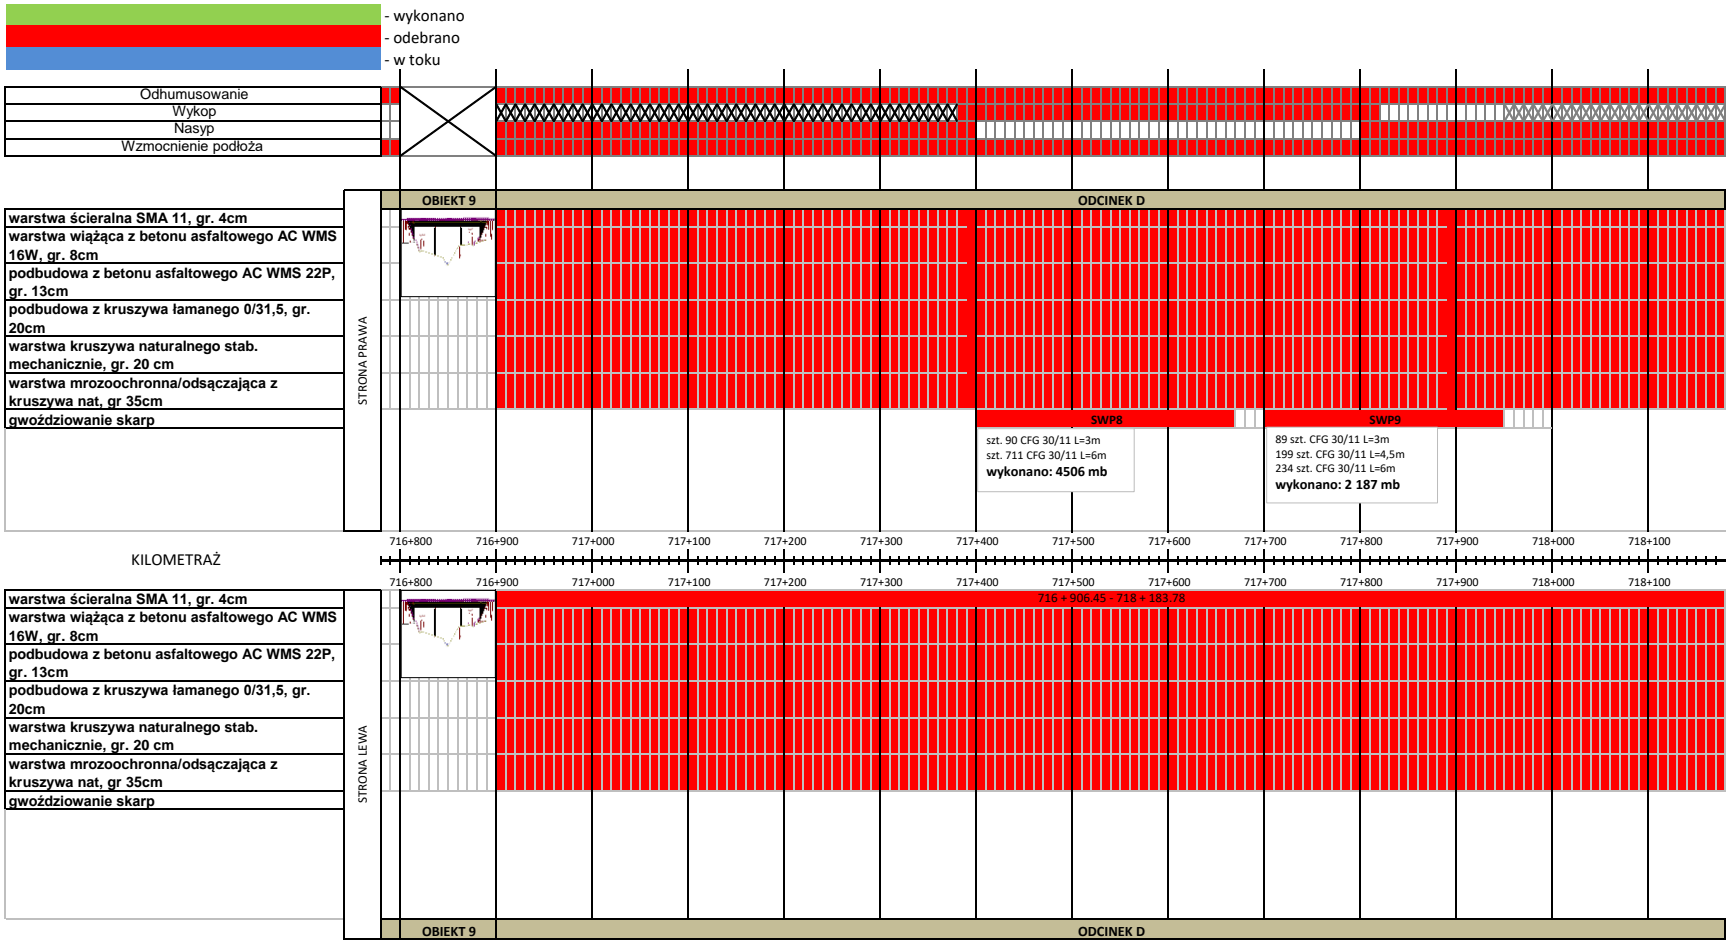 - wykonano
- odebrano
- w toku
Odhumusowanie
Wykop
Nasyp
Wzmocnienie podłoża
OBIEKT 9
ODCINEK D
STRONA PRAWA
warstwa ścieralna SMA 11, gr. 4cm
warstwa wiążąca z betonu asfaltowego AC WMS
16W, gr. 8cm
podbudowa z betonu asfaltowego AC WMS 22P,
gr. 13cm
podbudowa z kruszywa łamanego 0/31,5, gr.
20cm
warstwa kruszywa naturalnego stab.
mechanicznie, gr. 20 cm
warstwa mrozoochronna/odsączająca z
kruszywa nat, gr 35cm
gwoździowanie skarp
SWP8
SWP9
szt. 90 CFG 30/11 L=3m
szt. 711 CFG 30/11 L=6m
wykonano: 4506 mb
89 szt. CFG 30/11 L=3m
199 szt. CFG 30/11 L=4,5m
234 szt. CFG 30/11 L=6m
wykonano: 2 187 mb
716+800 716+900 717+000 717+100 717+200 717+300 717+400 717+500 717+600 717+700 717+800 717+900 718+000 718+100
KILOMETRAŻ
716+800 716+900 717+000 717+100 717+200 717+300 717+400 717+500 717+600 717+700 717+800 717+900 718+000 718+100
STRONA LEWA
warstwa ścieralna SMA 11, gr. 4cm
716 + 906.45 - 718 + 183.78
warstwa wiążąca z betonu asfaltowego AC WMS
16W, gr. 8cm
podbudowa z betonu asfaltowego AC WMS 22P,
gr. 13cm
podbudowa z kruszywa łamanego 0/31,5, gr.
20cm
warstwa kruszywa naturalnego stab.
mechanicznie, gr. 20 cm
warstwa mrozoochronna/odsączająca z
kruszywa nat, gr 35cm
gwoździowanie skarp
OBIEKT 9
ODCINEK D